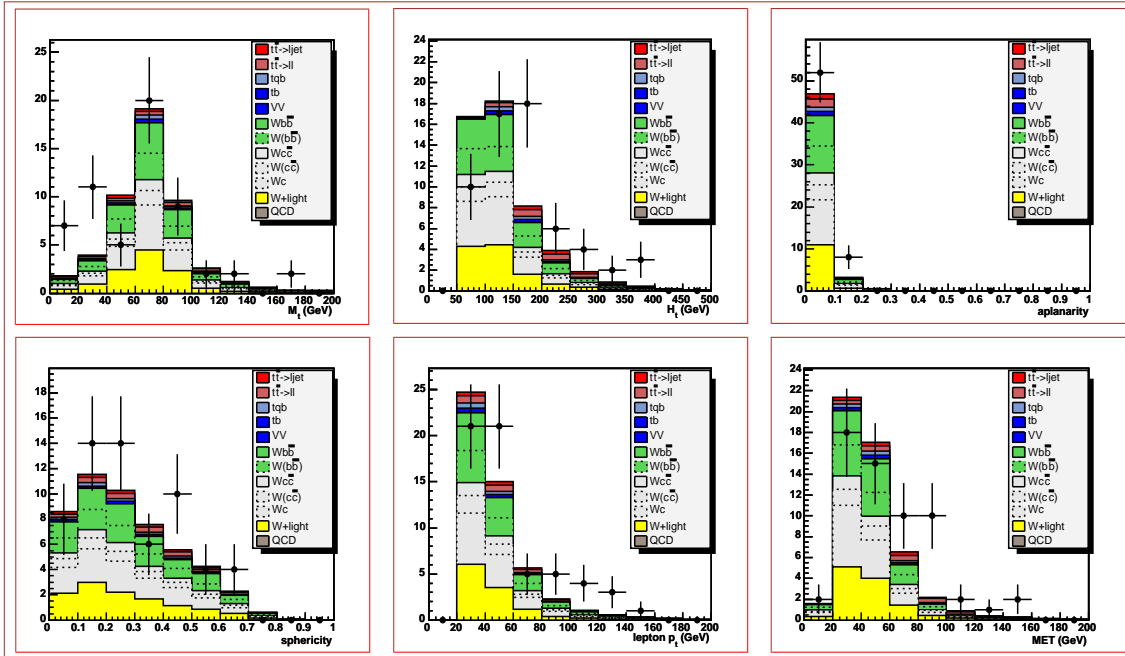 25
20
15
10
5
0
tt̄->ljet
tt̄->ll
tqb
tb
VV
Wbb̄
W(bb̄)
Wcc̄
W(cc̄)
Wc
W+light
QCD
0 20 40 60 80 100 120 140 160 180 200
M_t (GeV)
24
22
20
18
16
14
12
10
8
6
4
2
0
tt̄->ljet
tt̄->ll
tqb
tb
VV
Wbb̄
W(bb̄)
Wcc̄
W(cc̄)
Wc
W+light
QCD
0 50 100 150 200 250 300 350 400 450 500
H_t (GeV)
50
40
30
20
10
0
tt̄->ljet
tt̄->ll
tqb
tb
VV
Wbb̄
W(bb̄)
Wcc̄
W(cc̄)
Wc
W+light
QCD
0 0.1 0.2 0.3 0.4 0.5 0.6 0.7 0.8 0.9 1
aplanarity
18
16
14
12
10
8
6
4
2
0
tt̄->ljet
tt̄->ll
tqb
tb
VV
Wbb̄
W(bb̄)
Wcc̄
W(cc̄)
Wc
W+light
QCD
0 0.1 0.2 0.3 0.4 0.5 0.6 0.7 0.8 0.9 1
sphericity
25
20
15
10
5
0
tt̄->ljet
tt̄->ll
tqb
tb
VV
Wbb̄
W(bb̄)
Wcc̄
W(cc̄)
Wc
W+light
QCD
0 20 40 60 80 100 120 140 160 180 200
lepton p_t (GeV)
24
22
20
18
16
14
12
10
8
6
4
2
0
tt̄->ljet
tt̄->ll
tqb
tb
VV
Wbb̄
W(bb̄)
Wcc̄
W(cc̄)
Wc
W+light
QCD
0 20 40 60 80 100 120 140 160 180 200
MET (GeV)